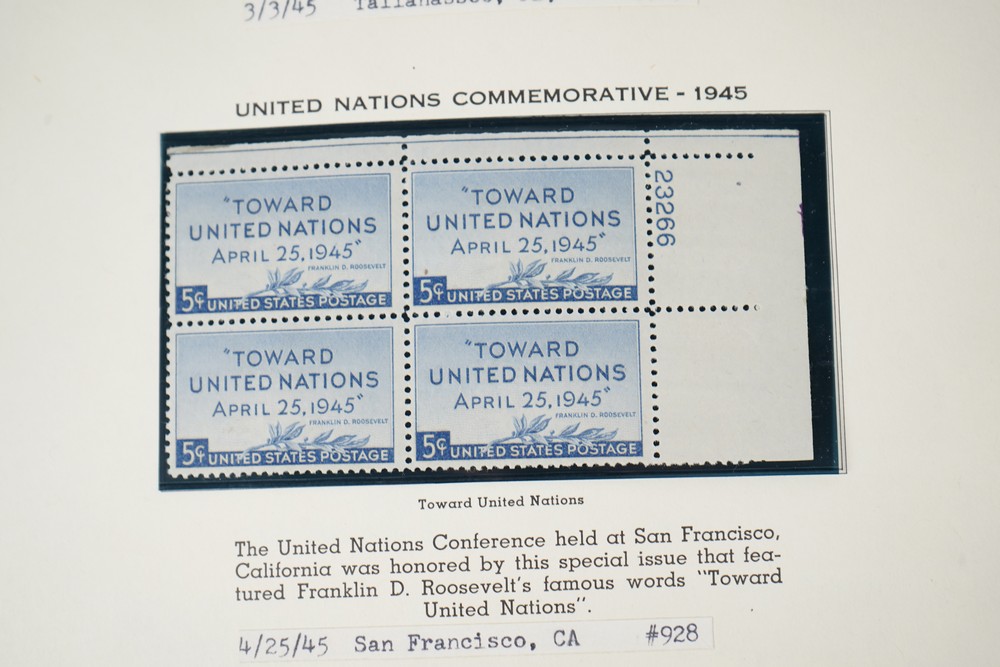 3/3/45
UNITED NATIONS COMMEMORATIVE - 1945
"TOWARD
UNITED NATIONS
APRIL 25, 1945"
FRANKLIN D. ROOSEVELT
5¢ UNITED STATES POSTAGE
"TOWARD
UNITED NATIONS
APRIL 25, 1945"
FRANKLIN D. ROOSEVELT
5¢ UNITED STATES POSTAGE
23266
"TOWARD
UNITED NATIONS
APRIL 25, 1945"
FRANKLIN D. ROOSEVELT
5¢ UNITED STATES POSTAGE
"TOWARD
UNITED NATIONS
APRIL 25, 1945"
FRANKLIN D. ROOSEVELT
5¢ UNITED STATES POSTAGE
Toward United Nations
The United Nations Conference held at San Francisco,
California was honored by this special issue that fea-
tured Franklin D. Roosevelt's famous words "Toward
United Nations".
4/25/45 San Francisco, CA #928